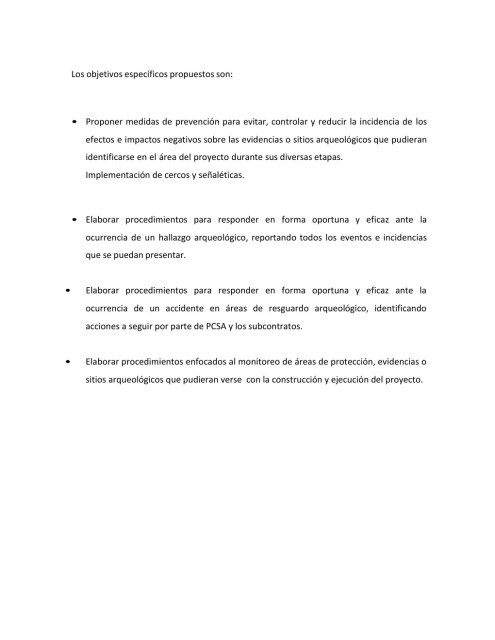 Los objetivos específicos propuestos son:
• Proponer medidas de prevención para evitar, controlar y reducir la incidencia de los
efectos e impactos negativos sobre las evidencias o sitios arqueológicos que pudieran
identificarse en el área del proyecto durante sus diversas etapas.
Implementación de cercos y señaléticas.
• Elaborar procedimientos para responder en forma oportuna y eficaz ante la
ocurrencia de un hallazgo arqueológico, reportando todos los eventos e incidencias
que se puedan presentar.
• Elaborar procedimientos para responder en forma oportuna y eficaz ante la
ocurrencia de un accidente en áreas de resguardo arqueológico, identificando
acciones a seguir por parte de PCSA y los subcontratos.
• Elaborar procedimientos enfocados al monitoreo de áreas de protección, evidencias o
sitios arqueológicos que pudieran verse con la construcción y ejecución del proyecto.